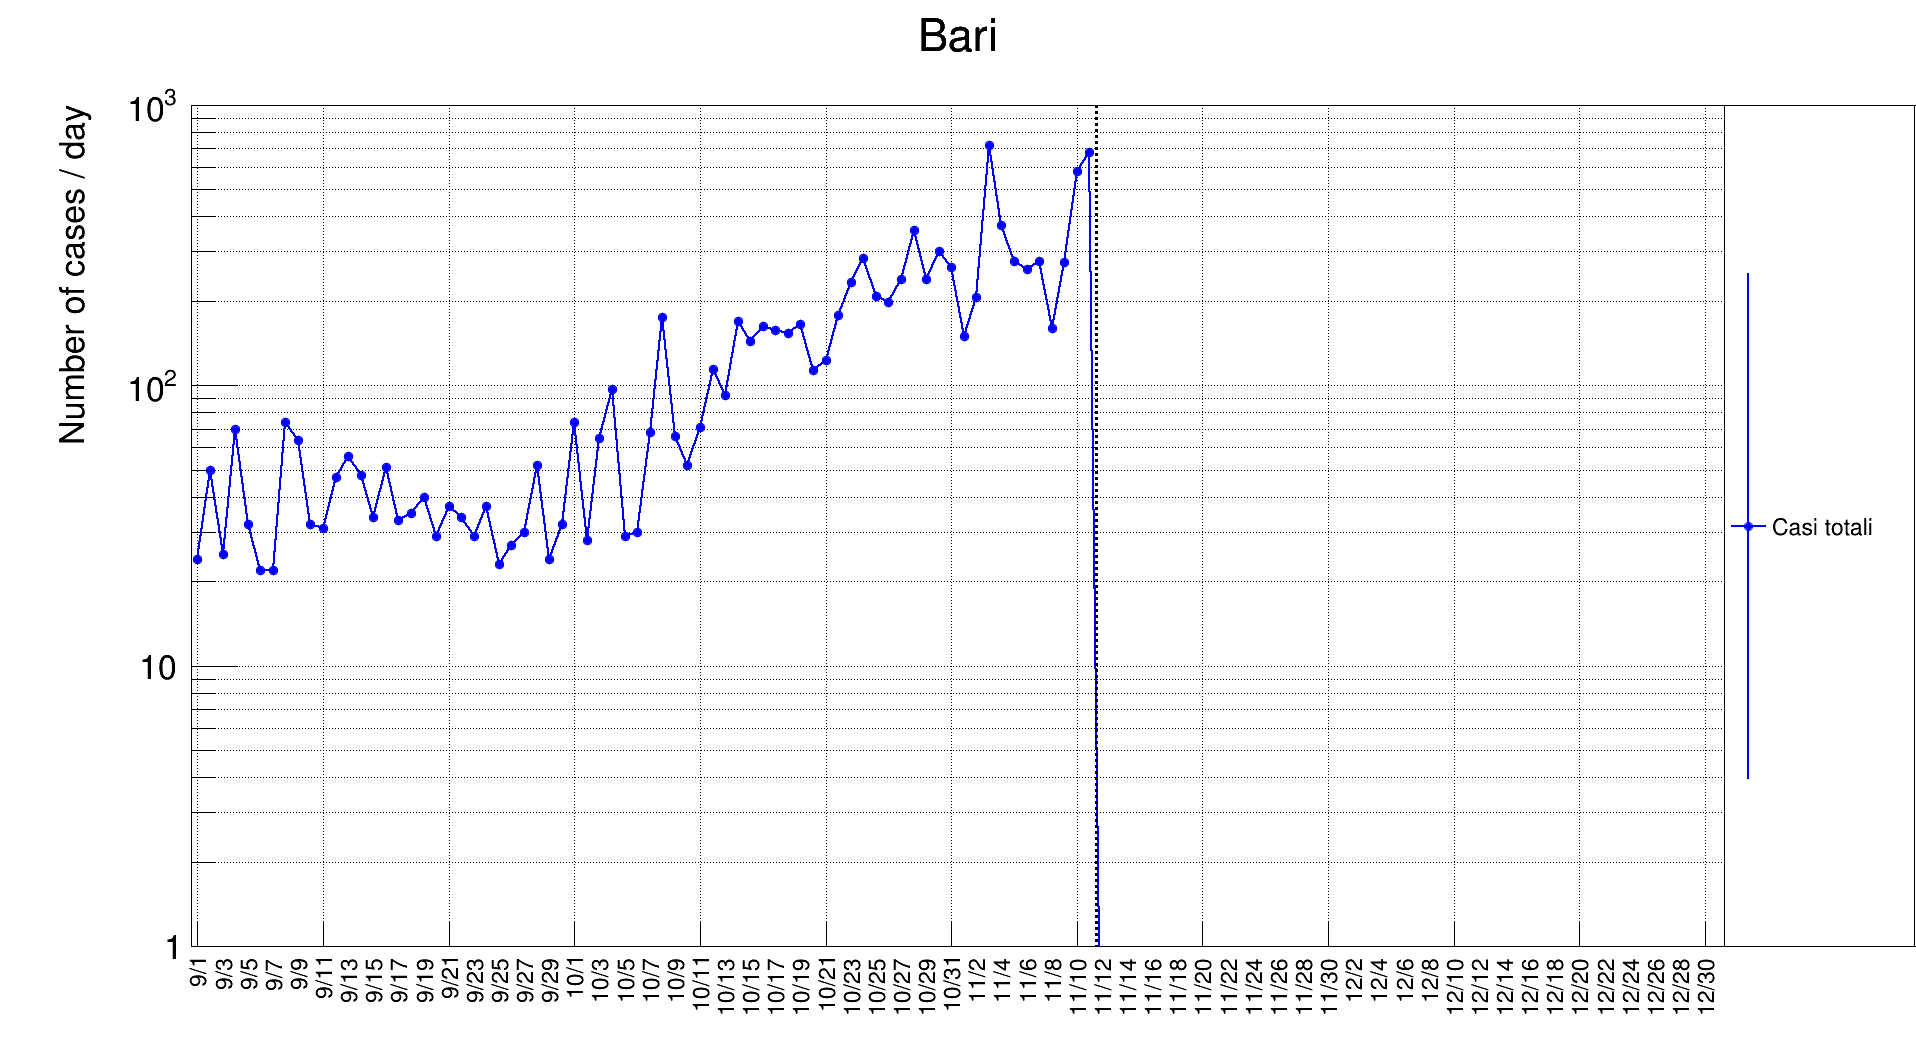 Bari
Number of cases / day
10³
10²
10
1
9/1 9/3 9/5 9/7 9/9 9/11 9/13 9/15 9/17 9/19 9/21 9/23 9/25 9/27 9/29 10/1 10/3 10/5 10/7 10/9 10/11 10/13 10/15 10/17 10/19 10/21 10/23 10/25 10/27 10/29 10/31 11/2 11/4 11/6 11/8 11/10 11/12 11/14 11/16 11/18 11/20 11/22 11/24 11/26 11/28 11/30 12/2 12/4 12/6 12/8 12/10 12/12 12/14 12/16 12/18 12/20 12/22 12/24 12/26 12/28 12/30
Casi totali